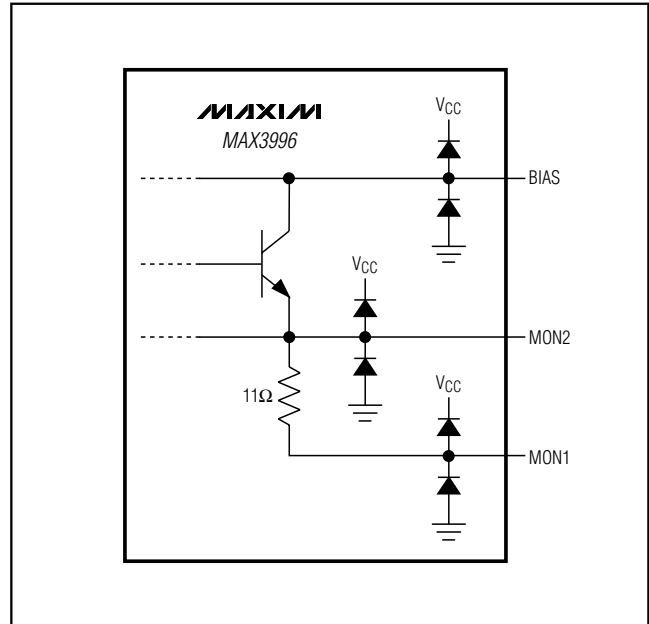 MAXIM
MAX3996
VCC
BIAS
VCC
MON2
11Ω
VCC
MON1